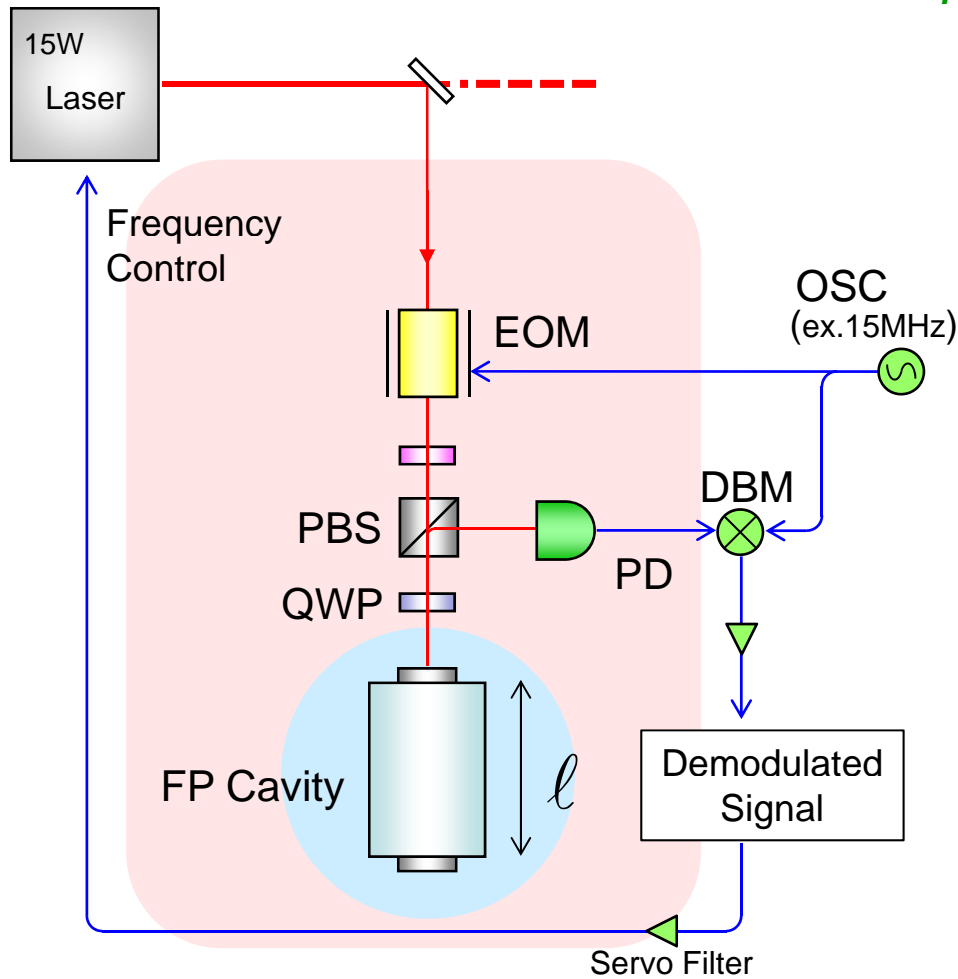 15W
Laser
Frequency
Control
OSC
(ex.15MHz)
EOM
DBM
PBS
PD
QWP
FP Cavity
ℓ
Demodulated
Signal
Servo Filter